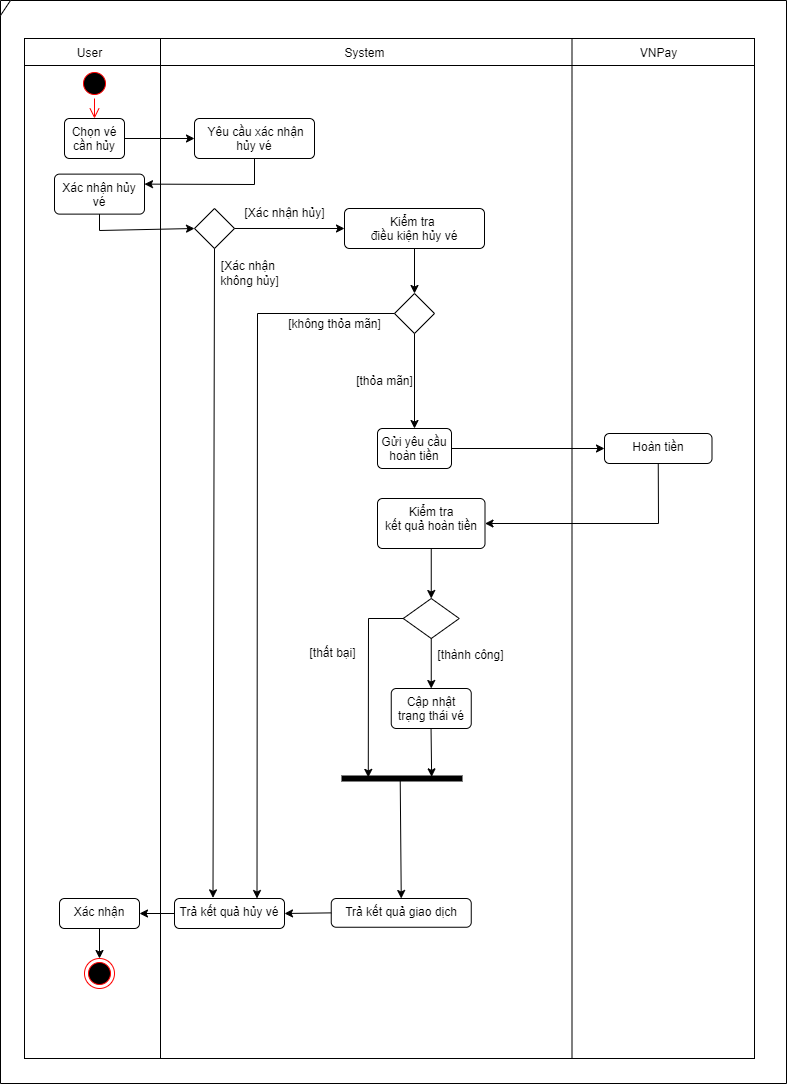 User
System
VNPay
Chọn vé
cần hủy
Yêu cầu xác nhận
hủy vé
Xác nhận hủy
vé
[Xác nhận hủy]
Kiểm tra
điều kiện hủy vé
[Xác nhận
không hủy]
[không thỏa mãn]
[thỏa mãn]
Gửi yêu cầu
hoàn tiền
Hoàn tiền
Kiểm tra
kết quả hoàn tiền
[thất bại]
[thành công]
Cập nhật
trạng thái vé
Xác nhận
Trả kết quả hủy vé
Trả kết quả giao dịch